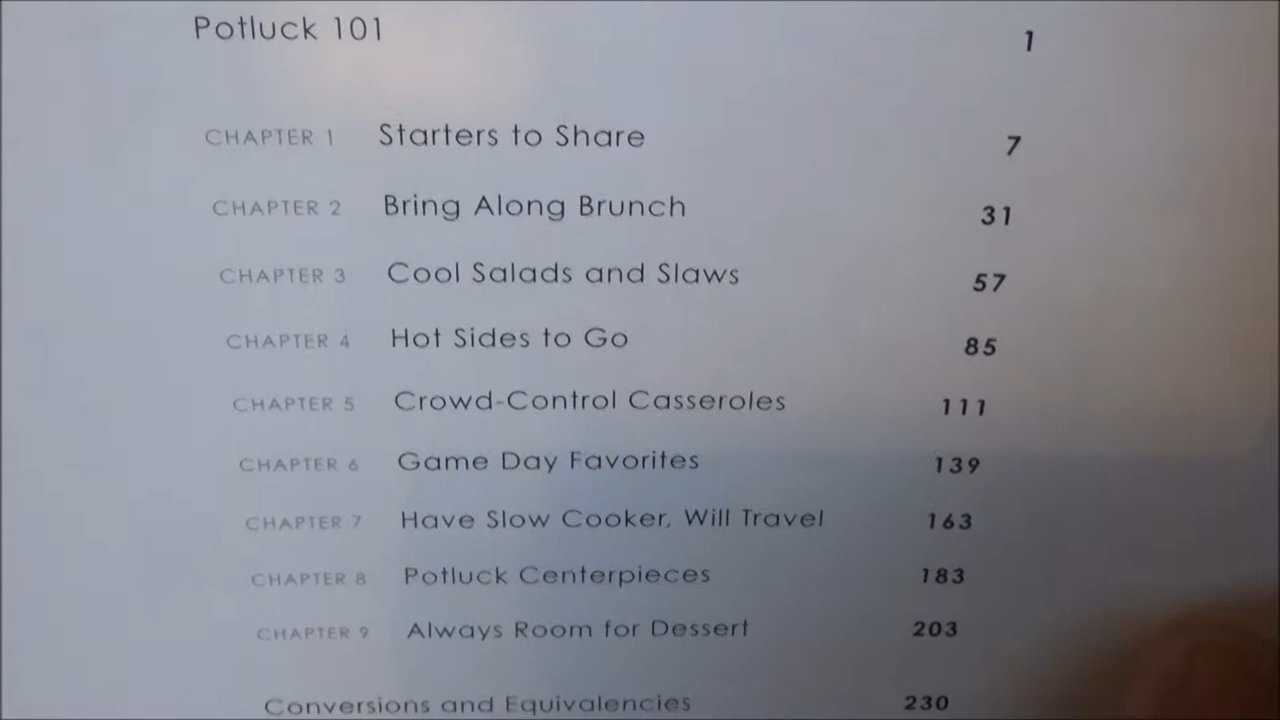 Potluck 101 1
CHAPTER 1 Starters to Share 7
CHAPTER 2 Bring Along Brunch 31
CHAPTER 3 Cool Salads and Slaws 57
CHAPTER 4 Hot Sides to Go 85
CHAPTER 5 Crowd-Control Casseroles 111
CHAPTER 6 Game Day Favorites 139
CHAPTER 7 Have Slow Cooker, Will Travel 163
CHAPTER 8 Potluck Centerpieces 183
CHAPTER 9 Always Room for Dessert 203
Conversions and Equivalencies 230